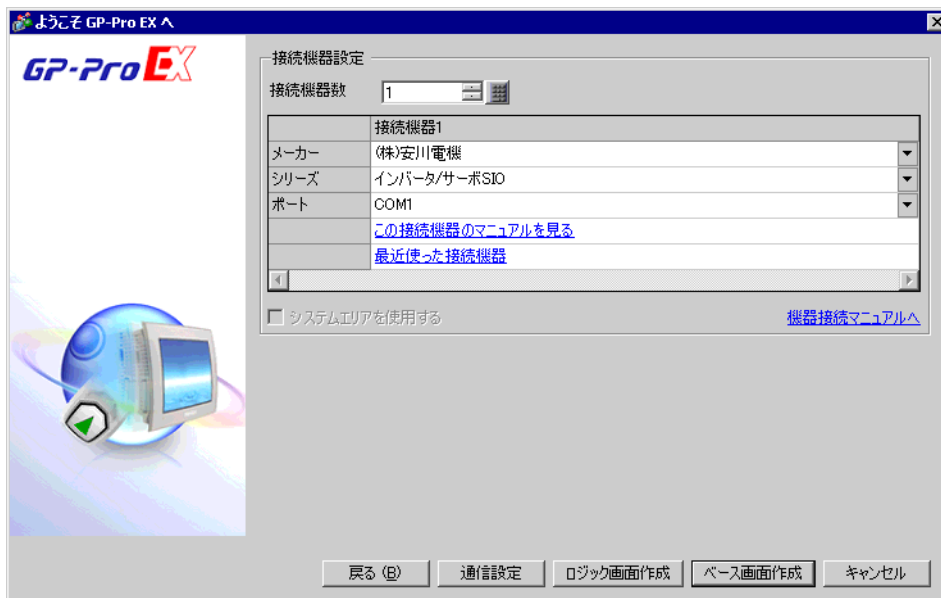 ようこそ GP-Pro EX へ
GP-Pro EX
接続機器設定
接続機器数 1
接続機器1
メーカー (株)安川電機
シリーズ インバータ/サーボSIO
ポート COM1
この接続機器のマニュアルを見る
最近使った接続機器
システムエリアを使用する 機器接続マニュアルへ
戻る (B) 通信設定 ロジック画面作成 ベース画面作成 キャンセル